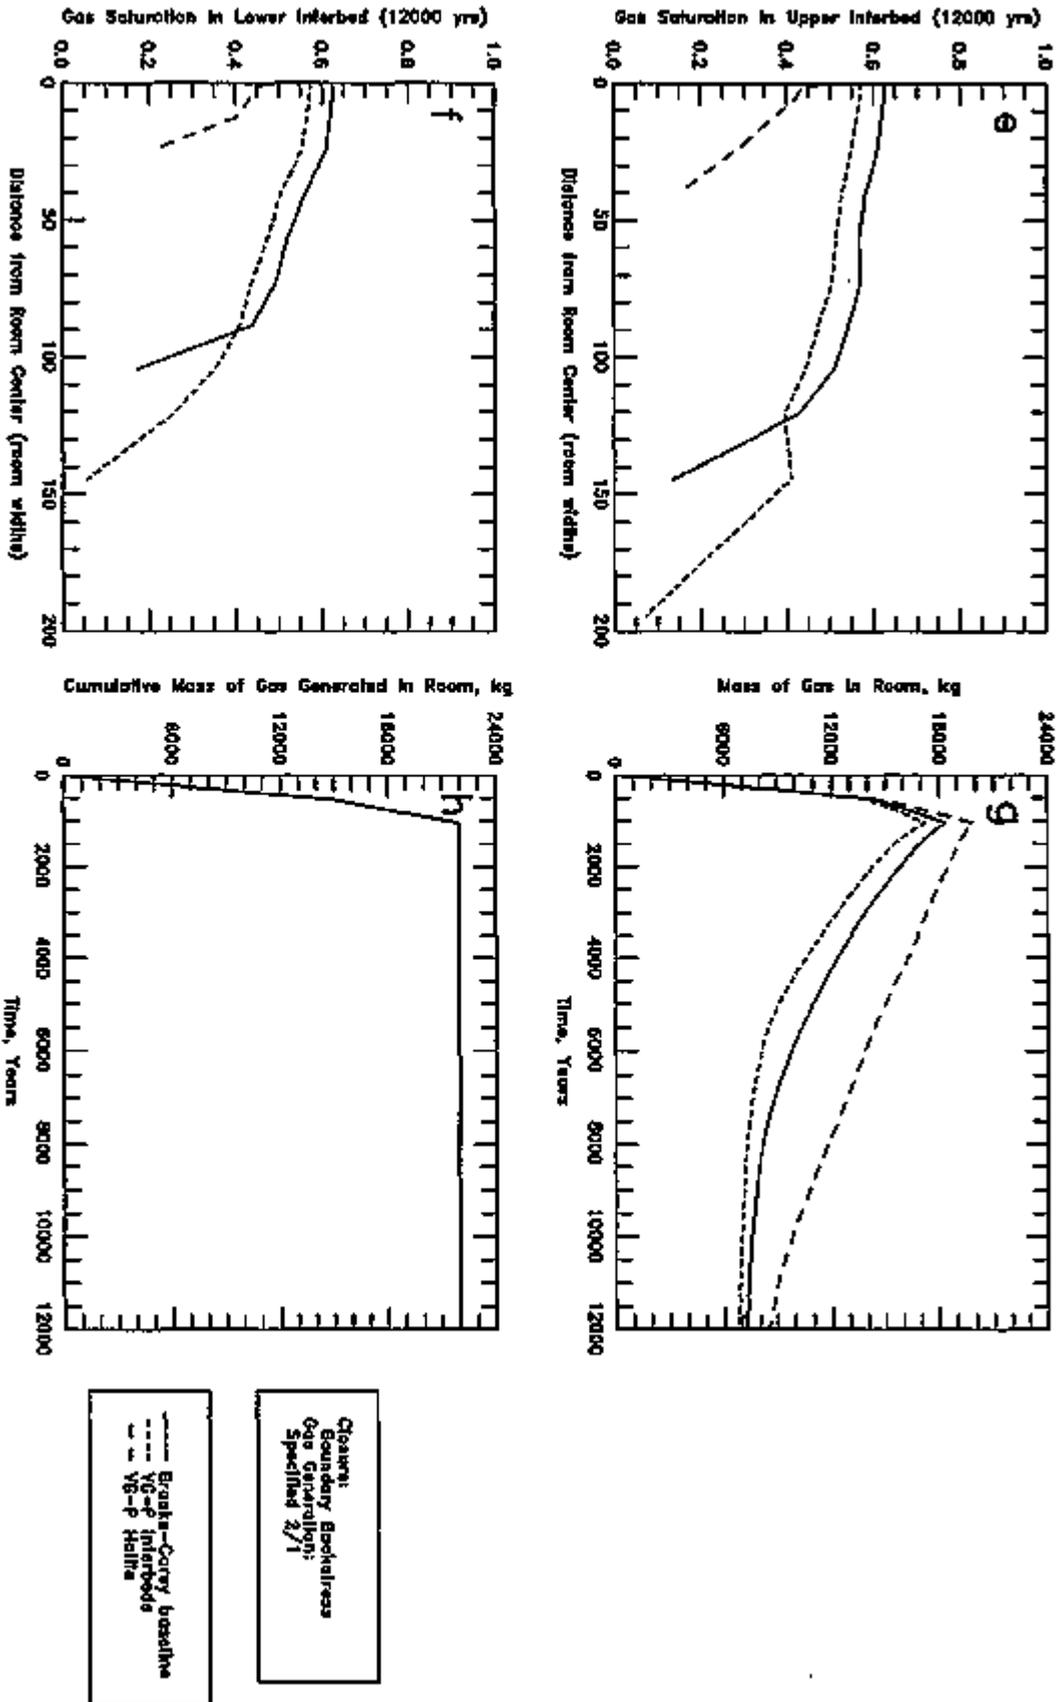 e
Gas Saturation in Upper Interbed (12000 yrs)
1.0
0.8
0.6
0.4
0.2
0.0
0
50
100
150
200
Distance from Room Center (room widths)
f
Gas Saturation in Lower Interbed (12000 yrs)
1.0
0.8
0.6
0.4
0.2
0.0
0
50
100
150
200
Distance from Room Center (room widths)
g
Mass of Gas in Room, kg
24000
18000
12000
6000
0
2000
4000
6000
8000
10000
12000
Time, Years
h
Cumulative Mass of Gas Generated in Room, kg
24000
18000
12000
6000
0
0
2000
4000
6000
8000
10000
12000
Time, Years
Closure:
Boundary Backstress
Gas Generation:
Specified 2/1
Brooks-Corey baseline
VG-P Interbeds
VG-P Halite